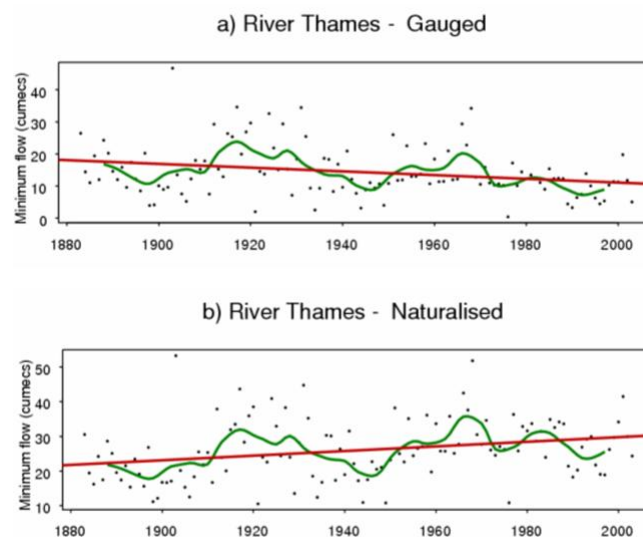 a) River Thames - Gauged
Minimum flow (cumecs)
40
30
20
10
0
1880 1900 1920 1940 1960 1980 2000
b) River Thames - Naturalised
Minimum flow (cumecs)
50
40
30
20
10
1880 1900 1920 1940 1960 1980 2000